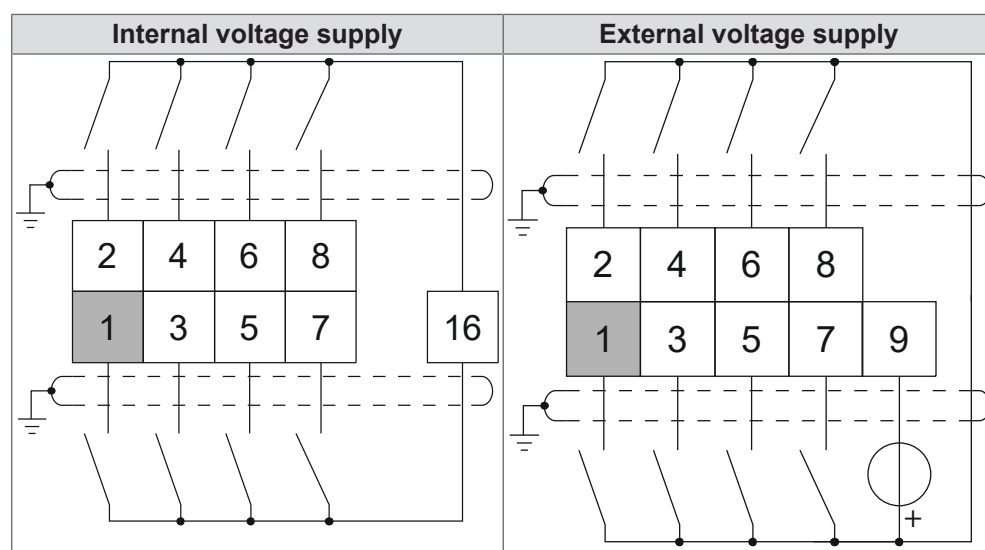 Internal voltage supply
External voltage supply
2 4 6 8
1 3 5 7 16
2 4 6 8
1 3 5 7 9
+